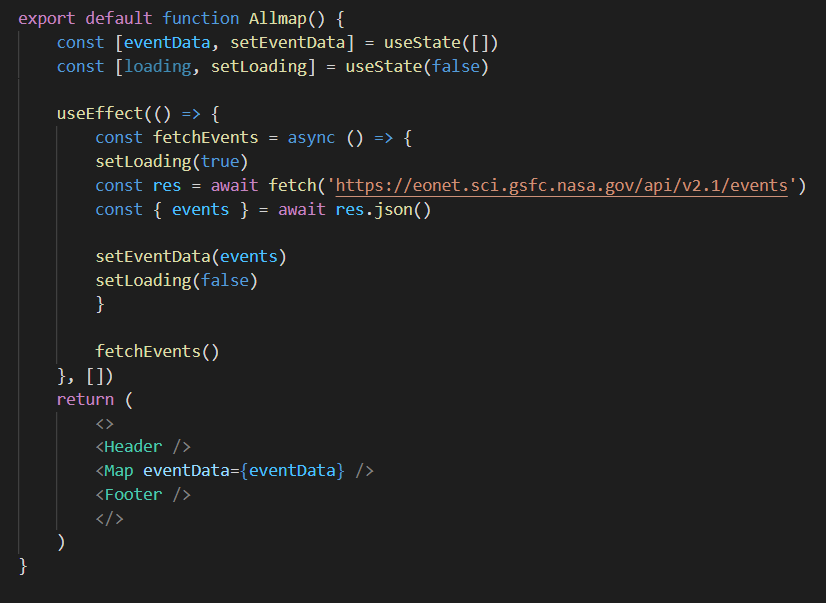 export default function Allmap() {
    const [eventData, setEventData] = useState([])
    const [loading, setLoading] = useState(false)

    useEffect(() => {
        const fetchEvents = async () => {
        setLoading(true)
        const res = await fetch('https://eonet.sci.gsfc.nasa.gov/api/v2.1/events')
        const { events } = await res.json()

        setEventData(events)
        setLoading(false)
        }

        fetchEvents()
    }, [])
    return (
        <>
        <Header />
        <Map eventData={eventData} />
        <Footer />
        </>
    )
}